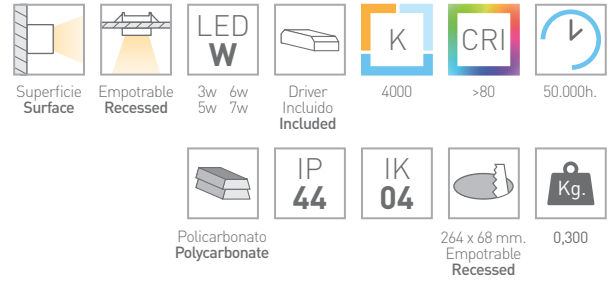 LED
W
K
CRI
Superficie
Surface
Empotrable
Recessed
3w 6w
5w 7w
Driver
Incluido
Included
4000
>80
50.000h.
IP
44
IK
04
Kg.
Policarbonato
Polycarbonate
264 x 68 mm.
Empotrable
Recessed
0,300